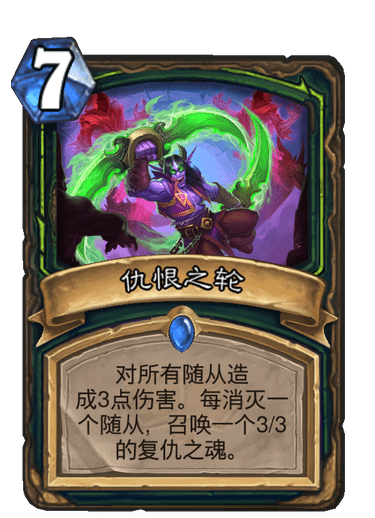 7
仇恨之轮
对所有随从造
成3点伤害。每消灭一
个随从，召唤一个3/3
的复仇之魂。